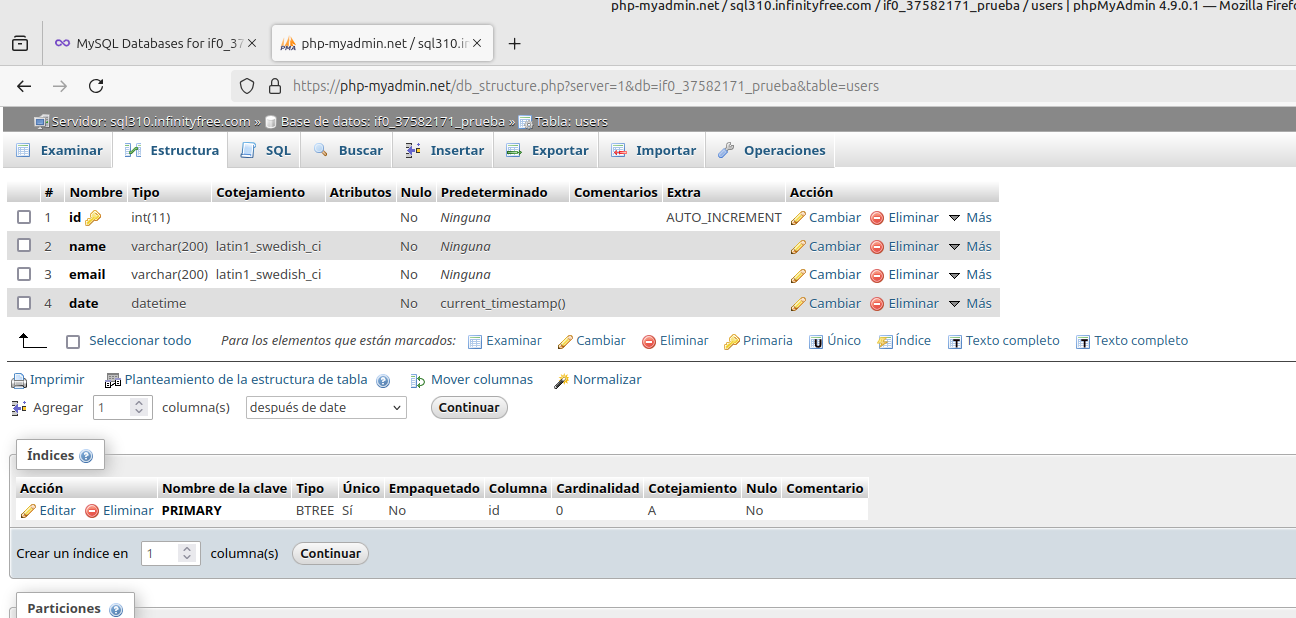 php-myadmin.net / sql310.infinityfree.com / if0_37582171_prueba / users | phpMyAdmin 4.9.0.1 — Mozilla Firef
MySQL Databases for if0_37
php-myadmin.net / sql310.i
https://php-myadmin.net/db_structure.php?server=1&db=if0_37582171_prueba&table=users
Servidor: sql310.infinityfree.com » Base de datos: if0_37582171_prueba » Tabla: users
Examinar Estructura SQL Buscar Insertar Exportar Importar Operaciones
# Nombre Tipo Cotejamiento Atributos Nulo Predeterminado Comentarios Extra Acción
1 id int(11) No Ninguna AUTO_INCREMENT Cambiar Eliminar Más
2 name varchar(200) latin1_swedish_ci No Ninguna Cambiar Eliminar Más
3 email varchar(200) latin1_swedish_ci No Ninguna Cambiar Eliminar Más
4 date datetime No current_timestamp() Cambiar Eliminar Más
Seleccionar todo Para los elementos que están marcados: Examinar Cambiar Eliminar Primaria Único Índice Texto completo Texto completo
Imprimir Planteamiento de la estructura de tabla Mover columnas Normalizar
Agregar 1 columna(s) después de date Continuar
Índices
Acción Nombre de la clave Tipo Único Empaquetado Columna Cardinalidad Cotejamiento Nulo Comentario
Editar Eliminar PRIMARY BTREE Sí No id 0 A No
Crear un índice en 1 columna(s) Continuar
Particiones